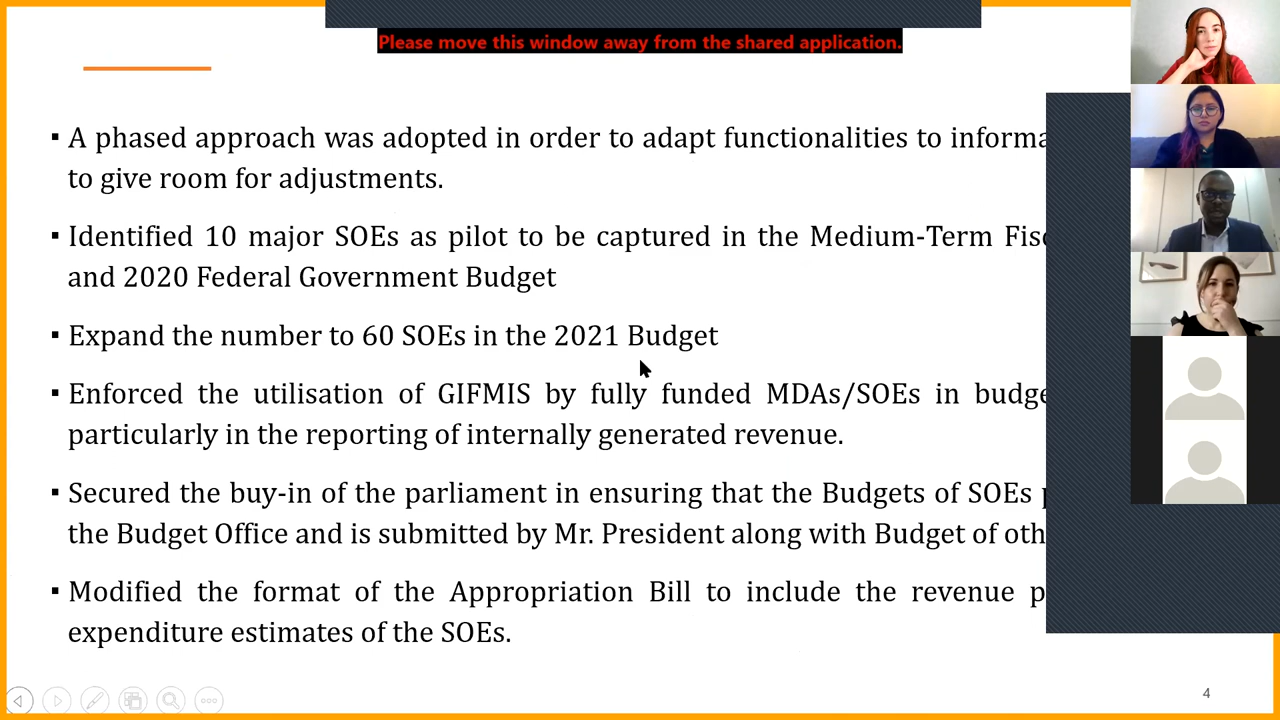 Please move this window away from the shared application.
▪ A phased approach was adopted in order to adapt functionalities to informa
to give room for adjustments.
▪ Identified 10 major SOEs as pilot to be captured in the Medium-Term Fisc
and 2020 Federal Government Budget
▪ Expand the number to 60 SOEs in the 2021 Budget
▪ Enforced the utilisation of GIFMIS by fully funded MDAs/SOEs in budge
particularly in the reporting of internally generated revenue.
▪ Secured the buy-in of the parliament in ensuring that the Budgets of SOEs p
the Budget Office and is submitted by Mr. President along with Budget of oth
▪ Modified the format of the Appropriation Bill to include the revenue p
expenditure estimates of the SOEs.
4